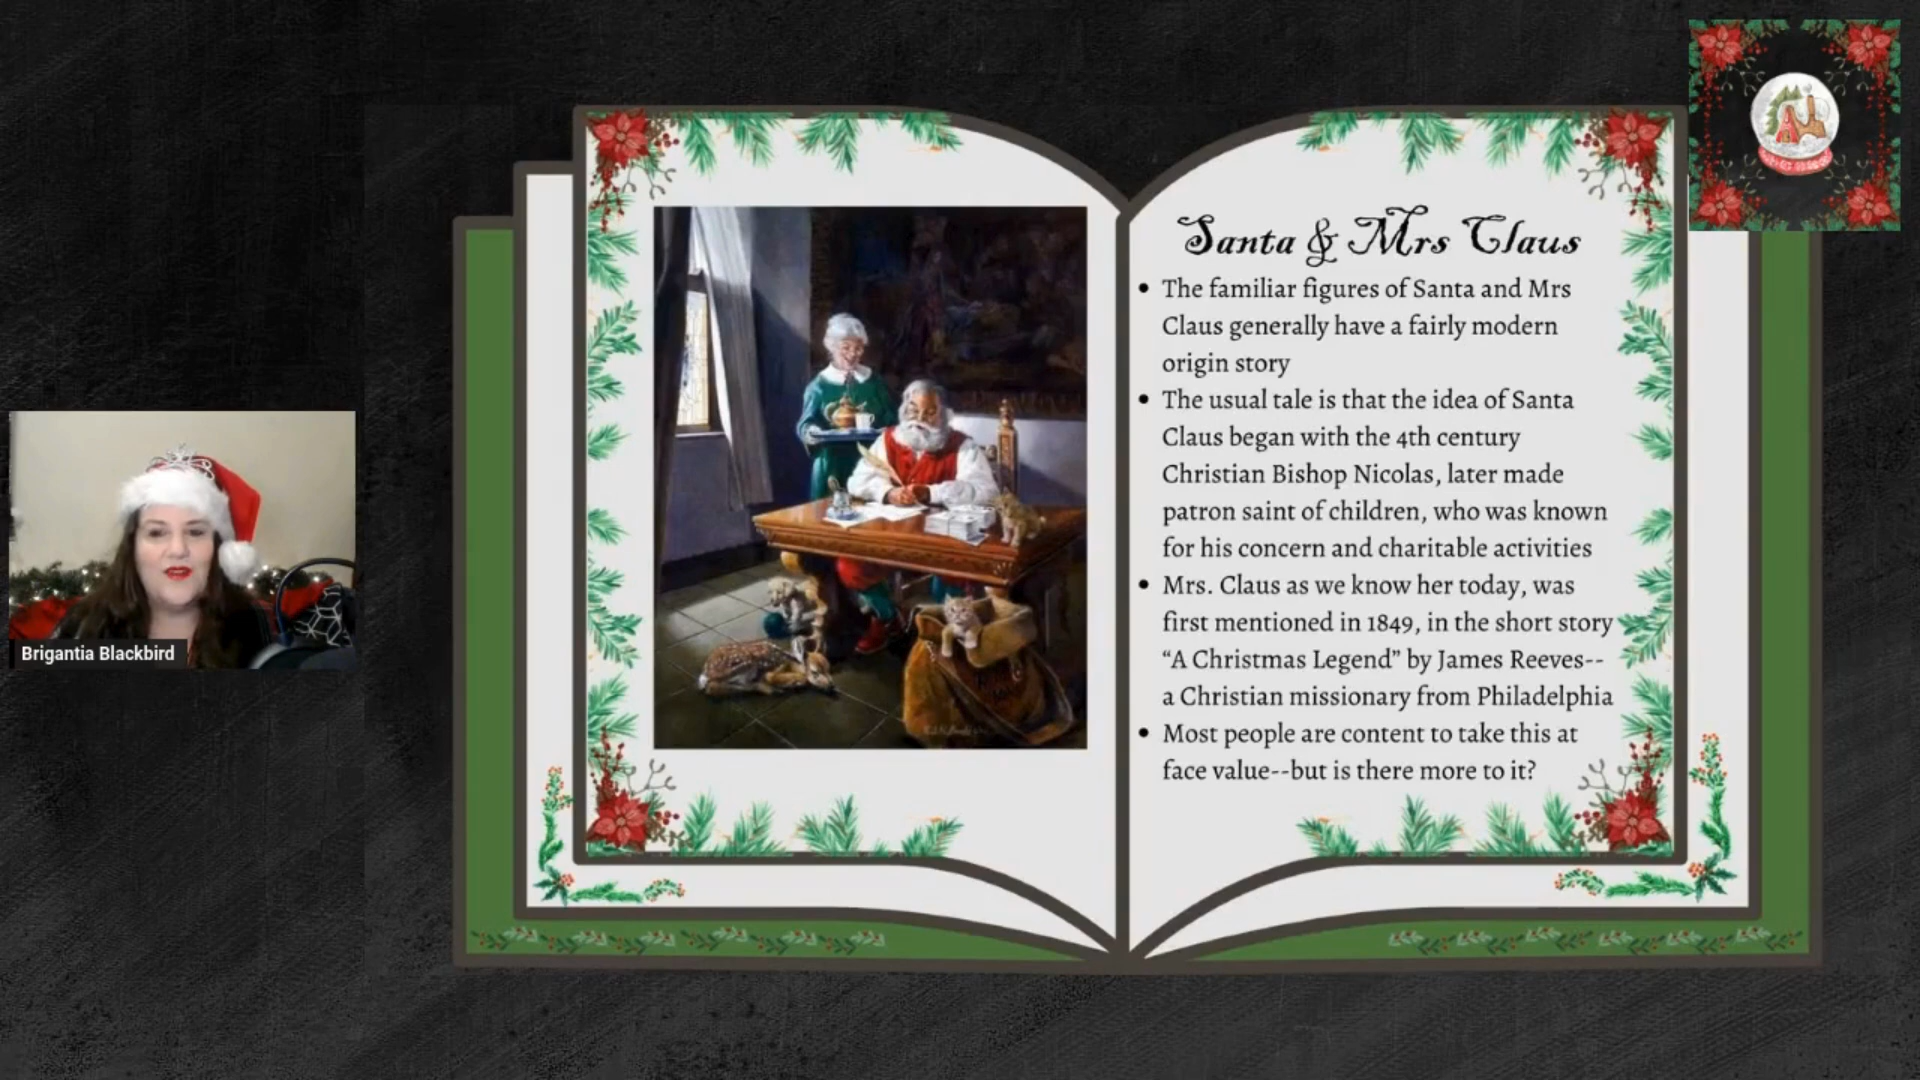 Santa & Mrs Claus
• The familiar figures of Santa and Mrs
Claus generally have a fairly modern
origin story
• The usual tale is that the idea of Santa
Claus began with the 4th century
Christian Bishop Nicolas, later made
patron saint of children, who was known
for his concern and charitable activities
• Mrs. Claus as we know her today, was
first mentioned in 1849, in the short story
“A Christmas Legend” by James Reeves--
a Christian missionary from Philadelphia
• Most people are content to take this at
face value--but is there more to it?
Brigantia Blackbird